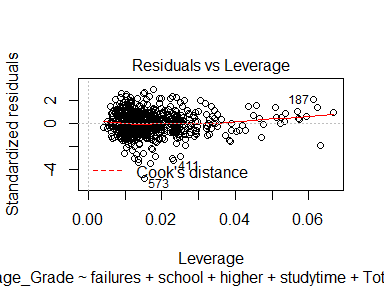 Residuals vs Leverage
Standardized residuals
2
0
-4
187
411
Cook's distance
573
0.00
0.02
0.04
0.06
Leverage
age_Grade ~ failures + school + higher + studytime + Tot